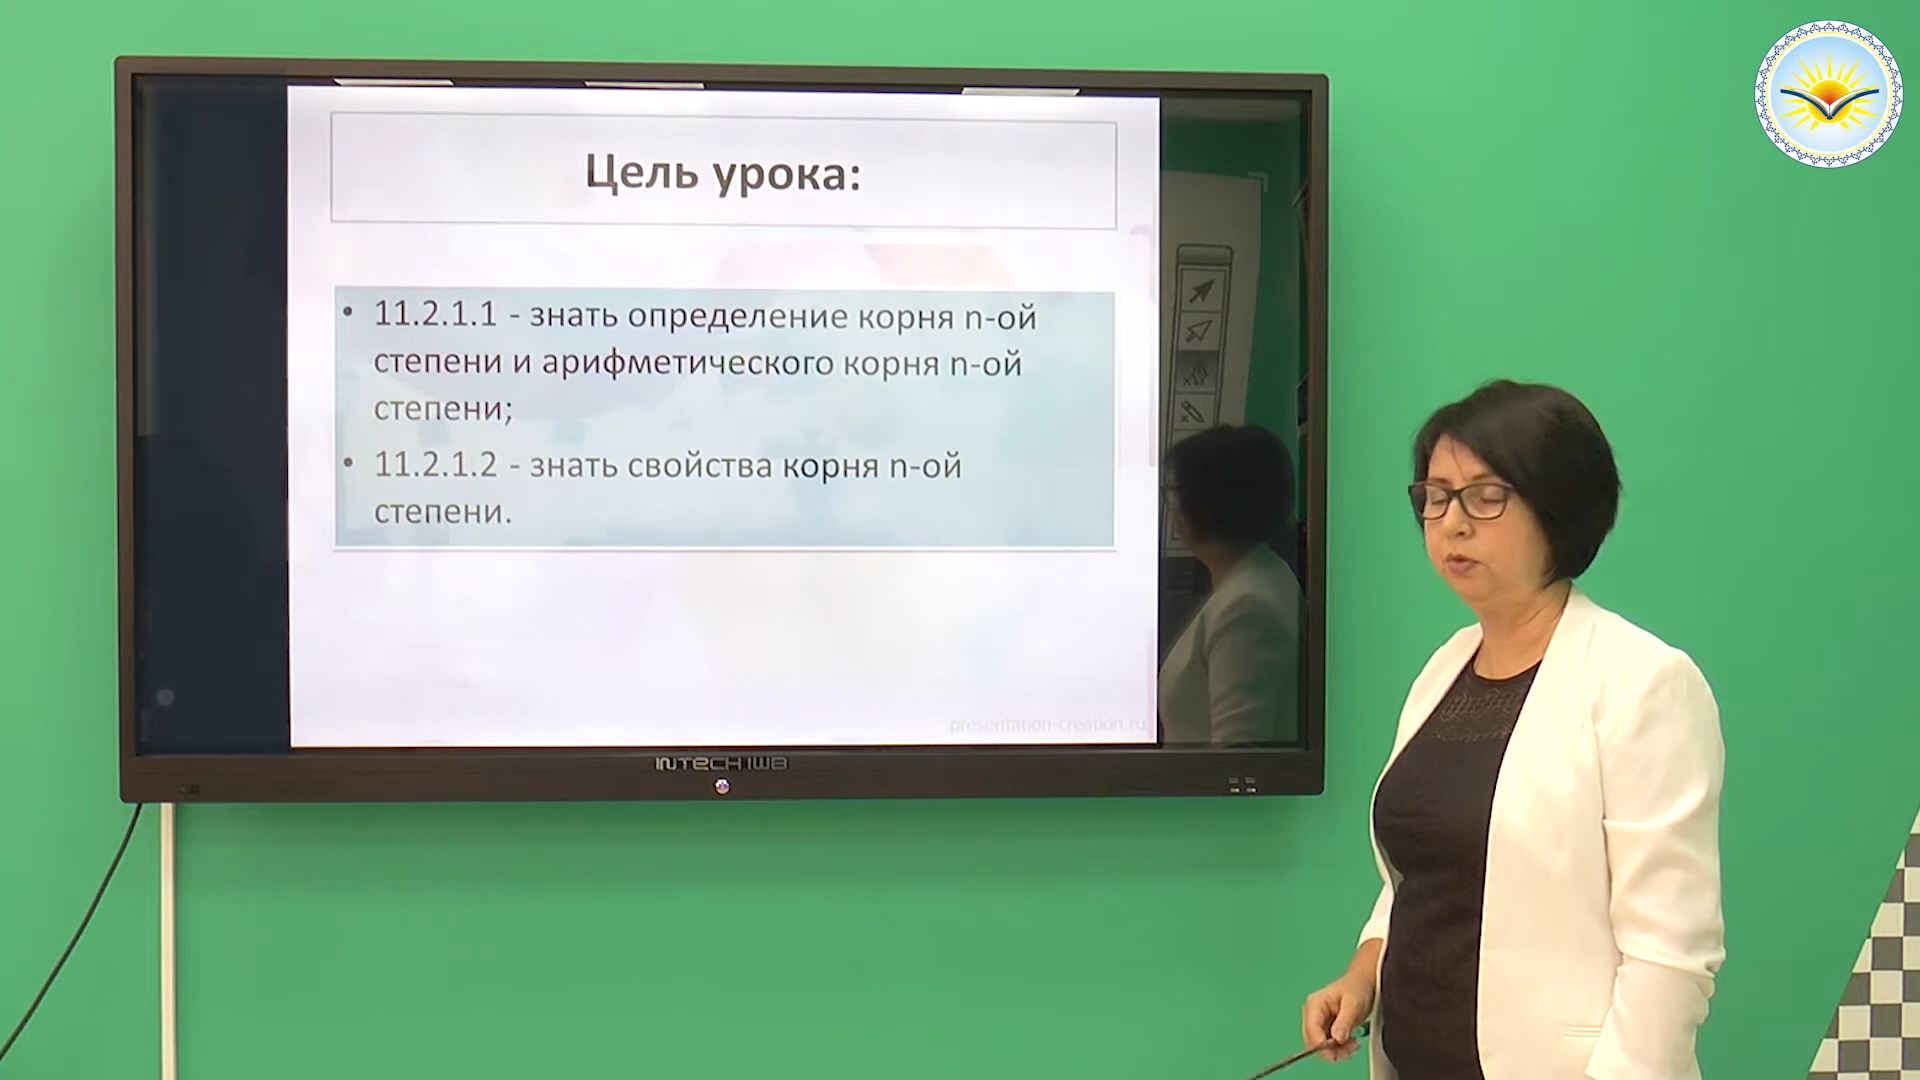 Цель урока:
• 11.2.1.1 - знать определение корня n-ой
степени и арифметического корня n-ой
степени;
• 11.2.1.2 - знать свойства корня n-ой
степени.
presentation-creation.ru
INTECH IWB